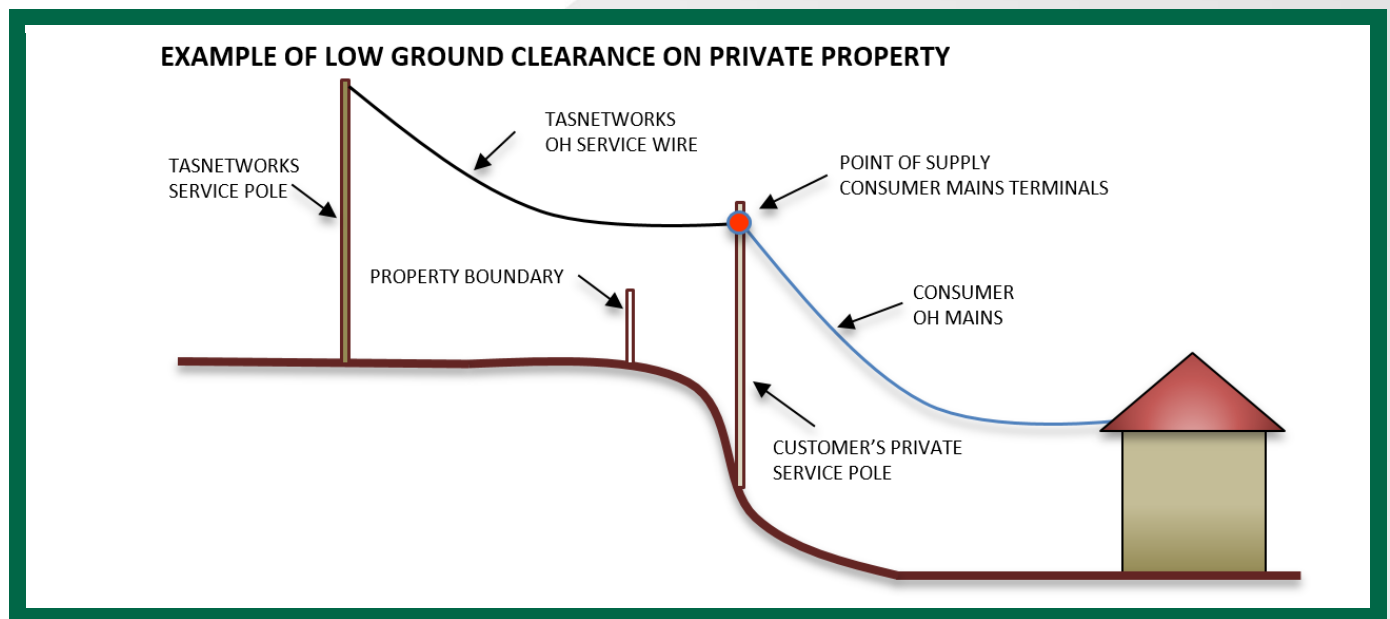 EXAMPLE OF LOW GROUND CLEARANCE ON PRIVATE PROPERTY
TASNETWORKS
OH SERVICE WIRE
TASNETWORKS
SERVICE POLE
POINT OF SUPPLY
CONSUMER MAINS TERMINALS
PROPERTY BOUNDARY
CONSUMER
OH MAINS
CUSTOMER’S PRIVATE
SERVICE POLE